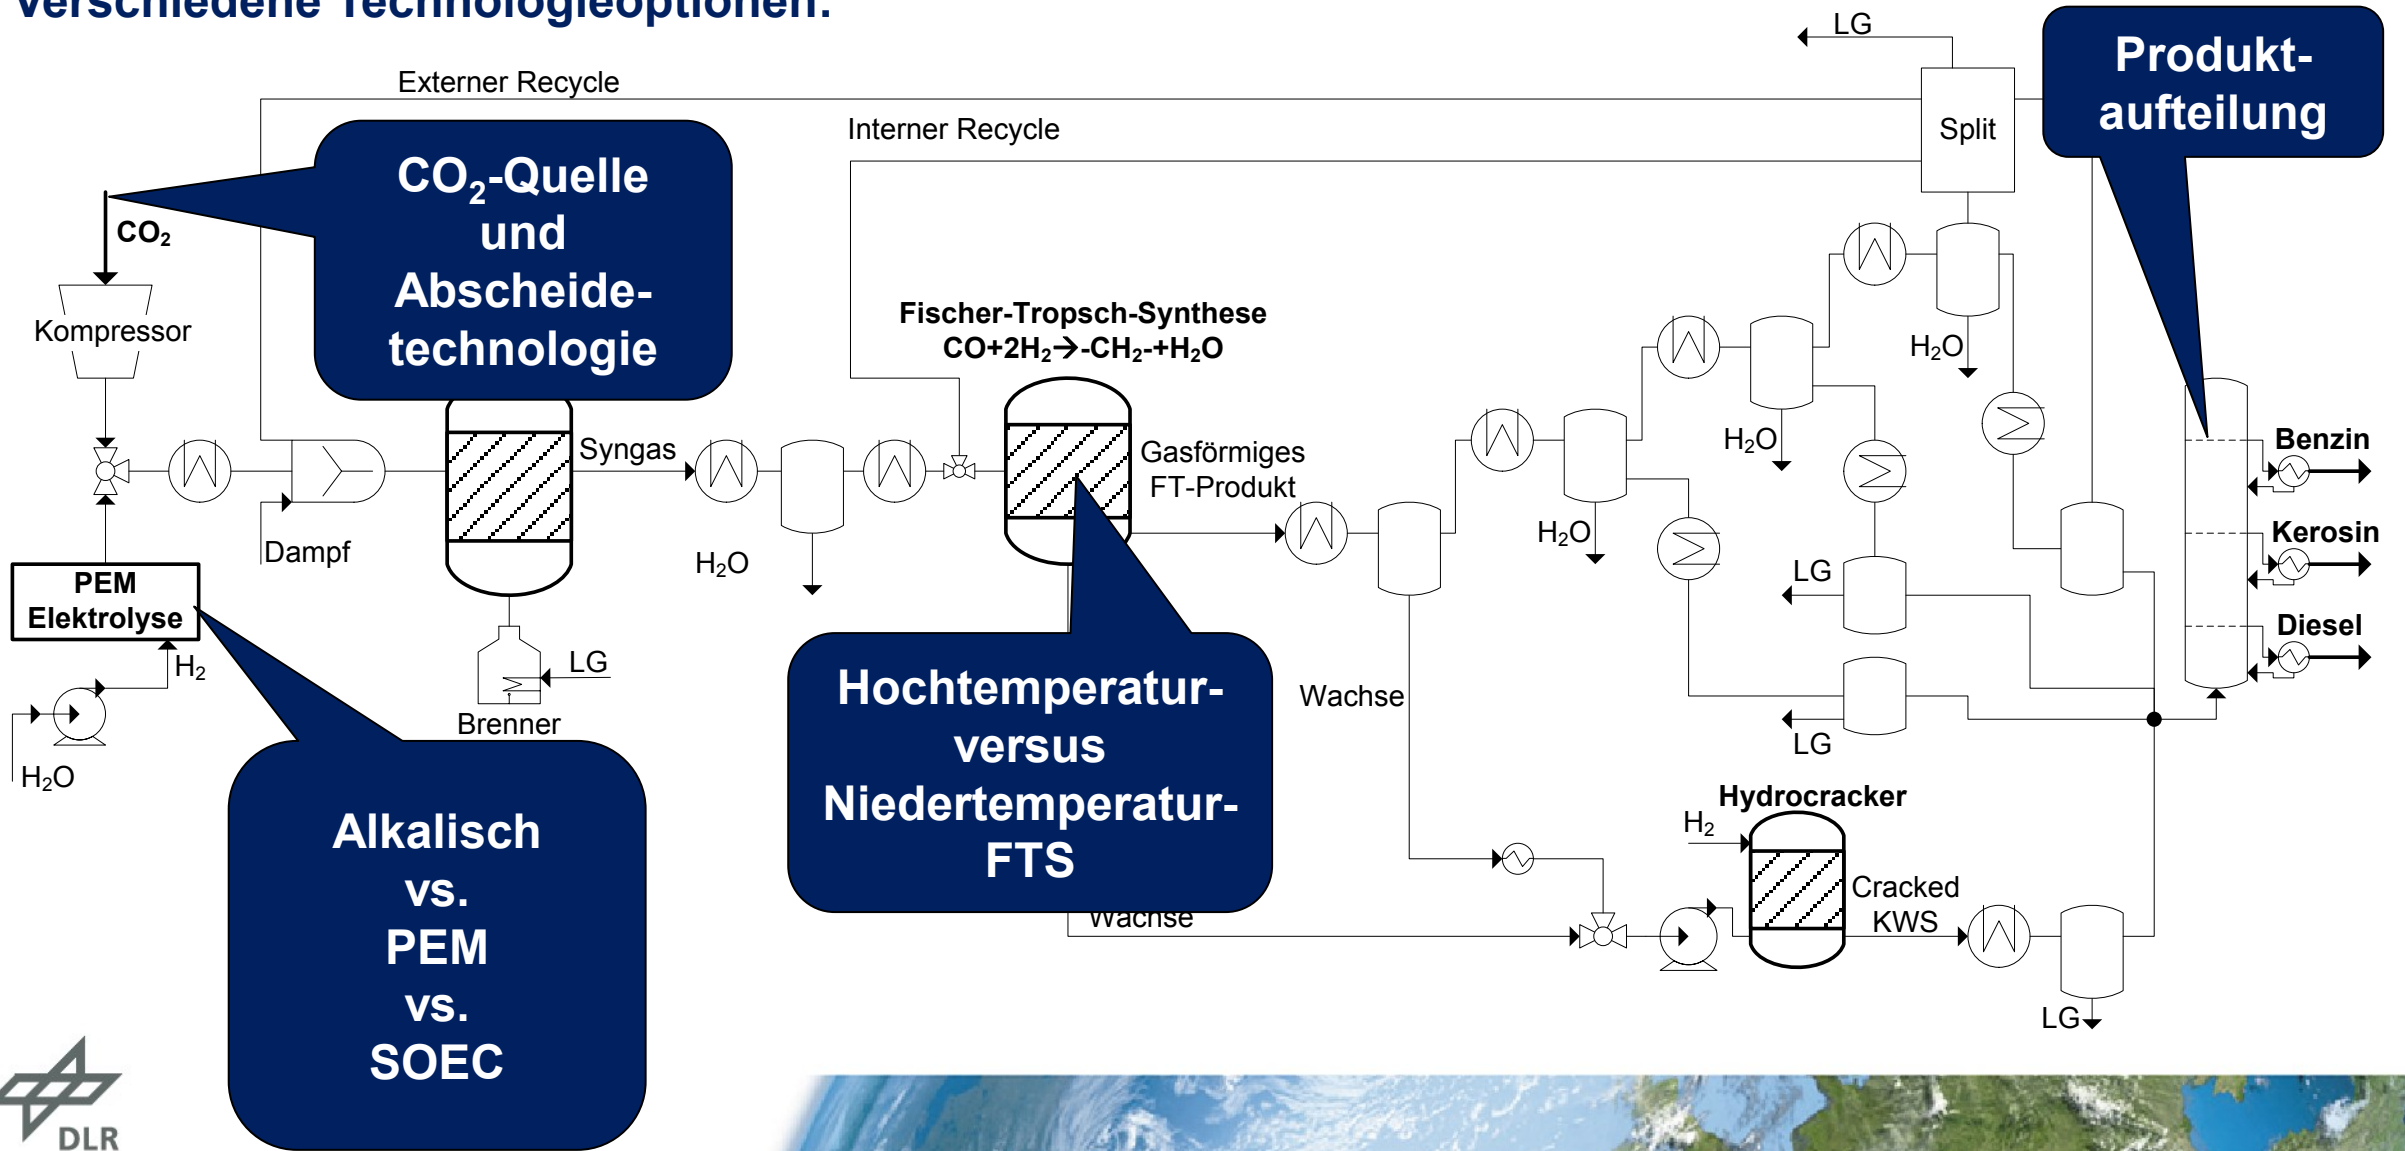 Verschiedene Technologieoptionen:
LG
Produkt-
aufteilung
Externer Recycle
Interner Recycle
Split
CO₂-Quelle
und
Abscheide-
technologie
CO₂
Kompressor
Fischer-Tropsch-Synthese
CO+2H₂→-CH₂-+H₂O
H₂O
Syngas
Gasförmiges
FT-Produkt
H₂O
Benzin
Dampf
H₂O
H₂O
LG
Kerosin
PEM
Elektrolyse
H₂
LG
Brenner
Diesel
H₂O
Hochtemperatur-
versus
Niedertemperatur-
FTS
Wachse
LG
Alkalisch
vs.
PEM
vs.
SOEC
Hydrocracker
H₂
Wachse
Cracked
KWS
LG
DLR